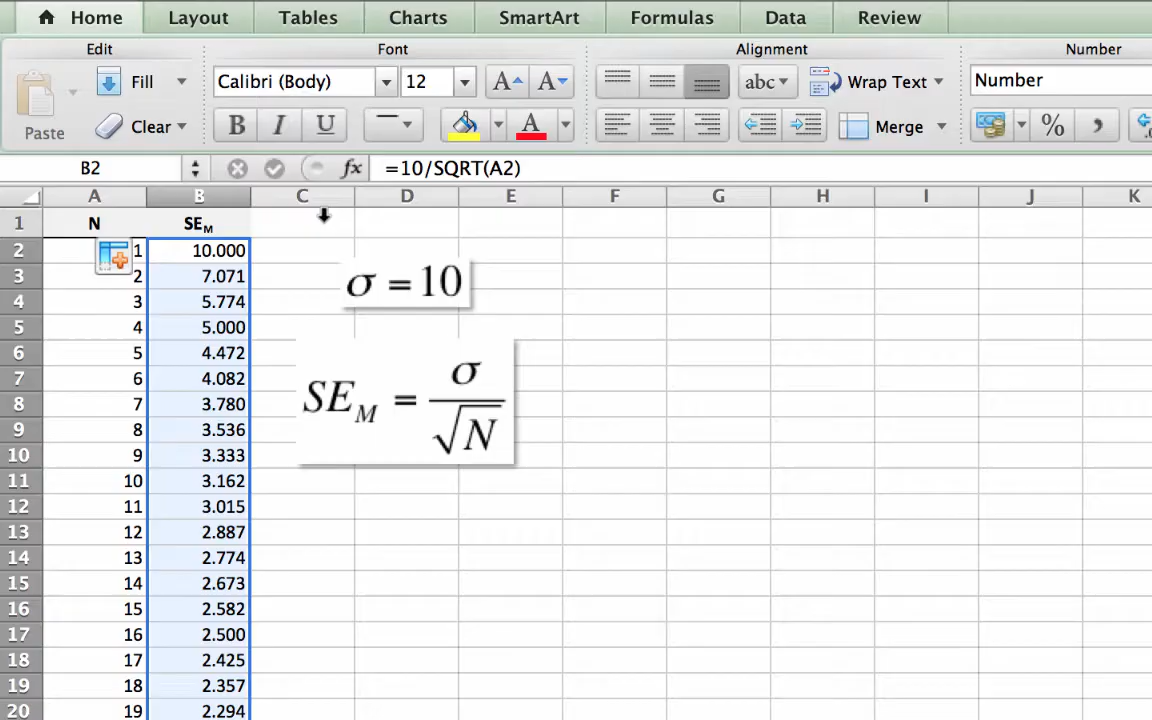 Home Layout Tables Charts SmartArt Formulas Data Review
Edit Font Alignment Number
Paste Fill Calibri (Body) 12 A A abc Wrap Text Number
Clear B I U A Merge % ,
B2 fx =10/SQRT(A2)
A B C D E F G H I J K
1 N SE_M
2 1 10.000
3 2 7.071
4 3 5.774
5 4 5.000
6 5 4.472
7 6 4.082
8 7 3.780
9 8 3.536
10 9 3.333
11 10 3.162
12 11 3.015
13 12 2.887
14 13 2.774
15 14 2.673
16 15 2.582
17 16 2.500
18 17 2.425
19 18 2.357
20 19 2.294
σ = 10
SE_M = σ / √N